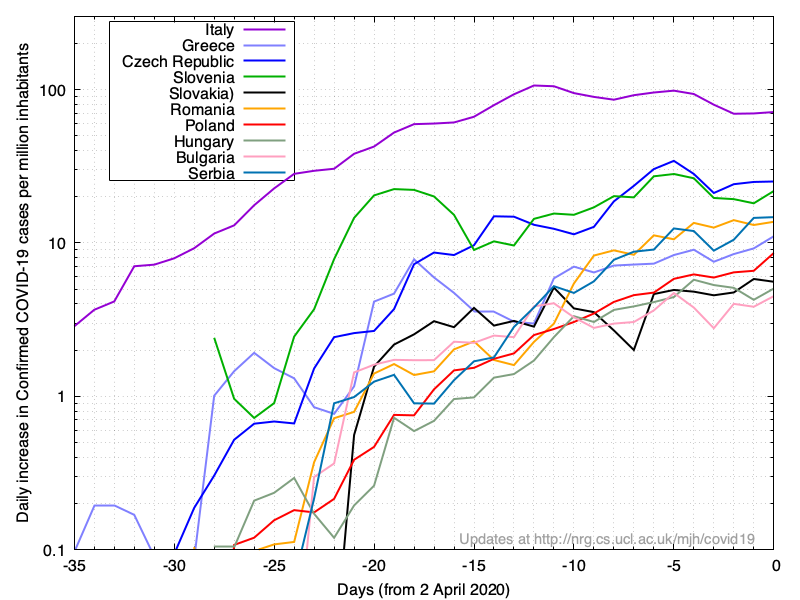 Italy
Greece
Czech Republic
Slovenia
Slovakia)
Romania
Poland
Hungary
Bulgaria
Serbia
Daily increase in Confirmed COVID-19 cases per million inhabitants
100
10
1
0.1
-35 -30 -25 -20 -15 -10 -5 0
Updates at http://nrg.cs.ucl.ac.uk/mjh/covid19
Days (from 2 April 2020)